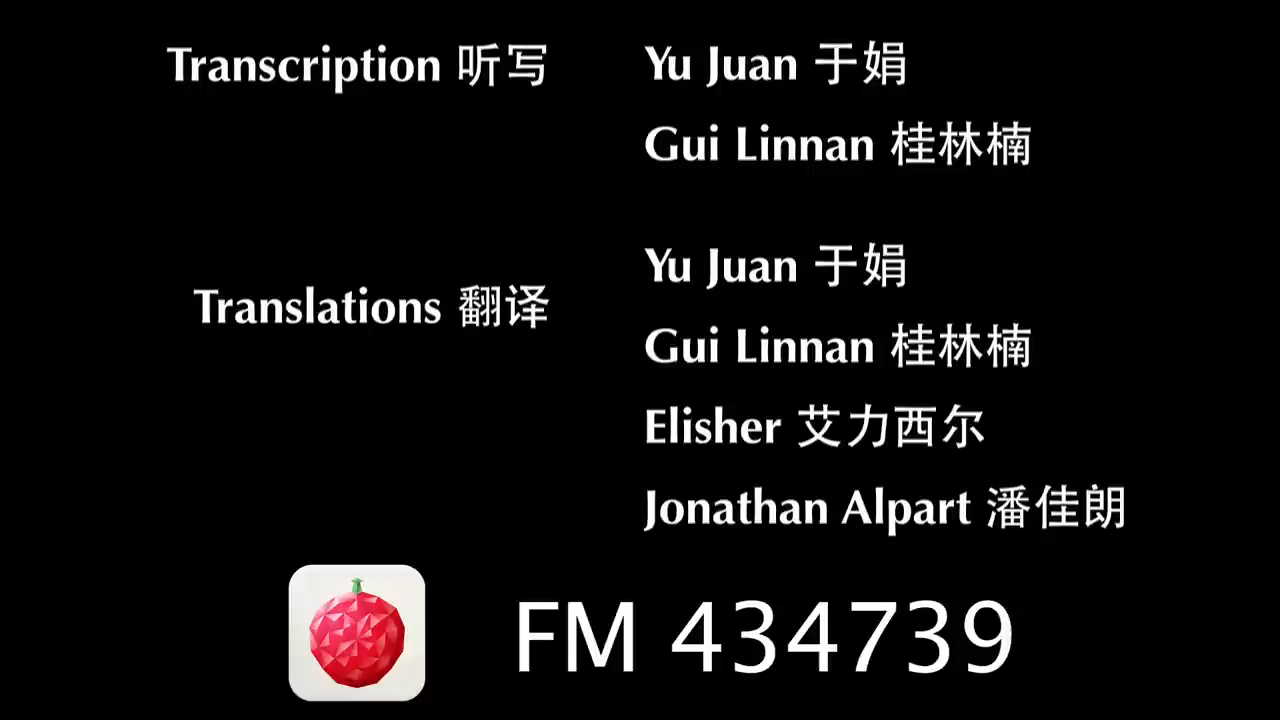 Transcription 听写 Yu Juan 于娟
Gui Linnan 桂林楠
Yu Juan 于娟
Translations 翻译
Gui Linnan 桂林楠
Elisher 艾力西尔
Jonathan Alpart 潘佳朗
FM 434739